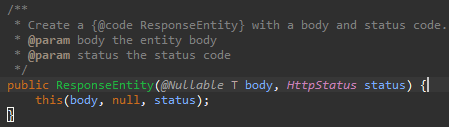 /**
 * Create a {@code ResponseEntity} with a body and status code.
 * @param body the entity body
 * @param status the status code
 */
public ResponseEntity(@Nullable T body, HttpStatus status) {
    this(body, null, status);
}